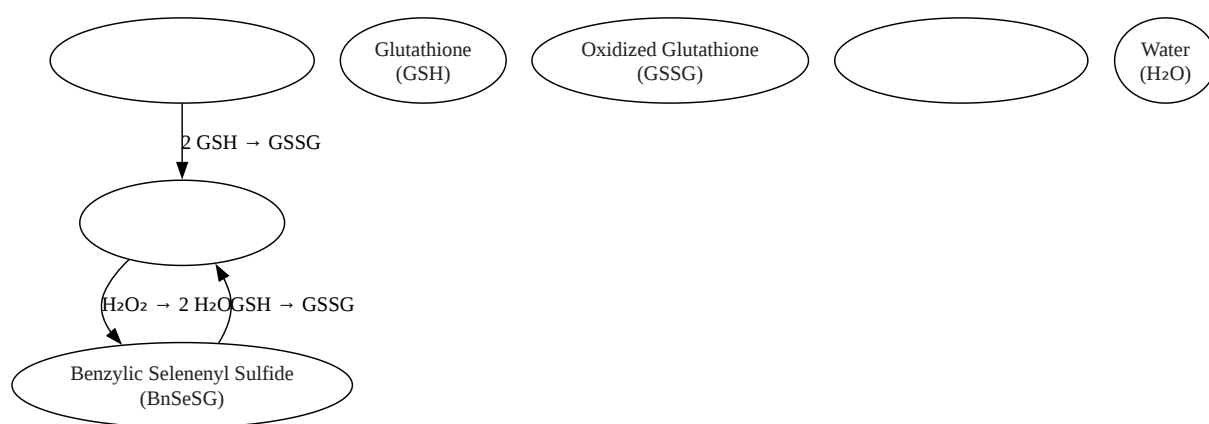 Glutathione
(GSH)
Oxidized Glutathione
(GSSG)
Water
(H₂O)
2 GSH → GSSG
H₂O₂ → 2 H₂O
GSH → GSSG
Benzylic Selenenyl Sulfide
(BnSeSG)